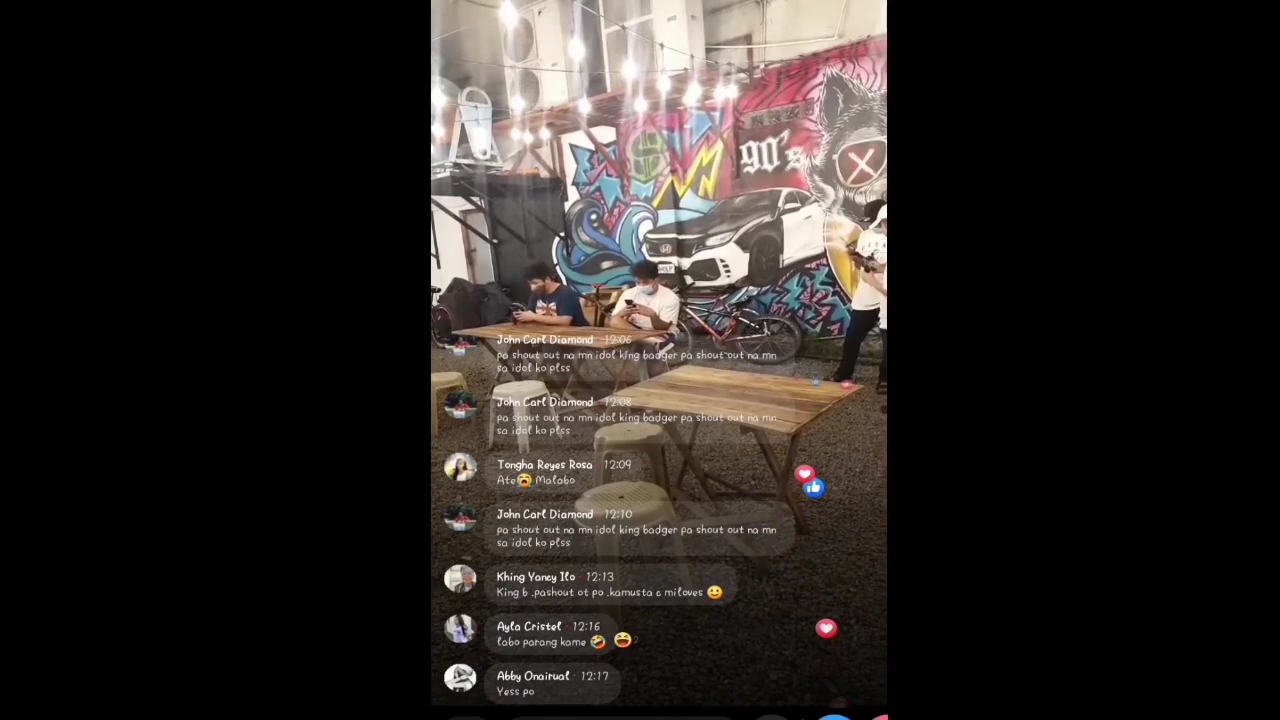 90's
John Carl Diamond · 12:06
pa shout out na mn idol king badger pa shout out na mn
sa idol ko plss
John Carl Diamond · 12:08
pa shout out na mn idol king badger pa shout out na mn
sa idol ko plss
Tongha Reyes Rosa · 12:09
Ate😭 Malabo
John Carl Diamond · 12:10
pa shout out na mn idol king badger pa shout out na mn
sa idol ko plss
Khing Yancy Ilo · 12:13
King b .pashout ot po .kamusta c miloves 🙂
Ayla Cristel · 12:16
labo parang kame 🤣
Abby Onairual · 12:17
Yess po